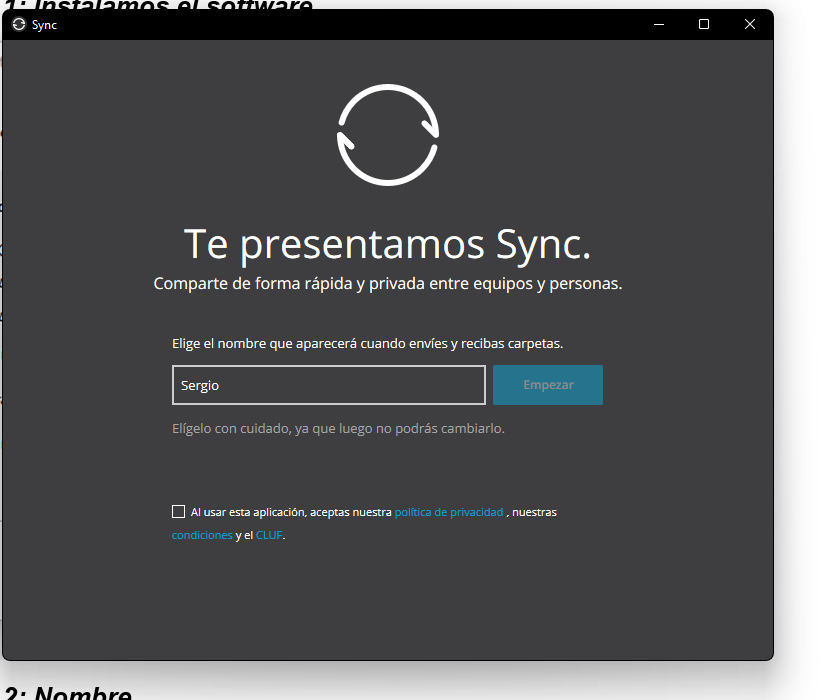 1: Instalamos el software
Sync
Te presentamos Sync.
Comparte de forma rápida y privada entre equipos y personas.
Elige el nombre que aparecerá cuando envíes y recibas carpetas.
Sergio
Empezar
Elígelo con cuidado, ya que luego no podrás cambiarlo.
Al usar esta aplicación, aceptas nuestra política de privacidad , nuestras
condiciones y el CLUF.
2: Nombre